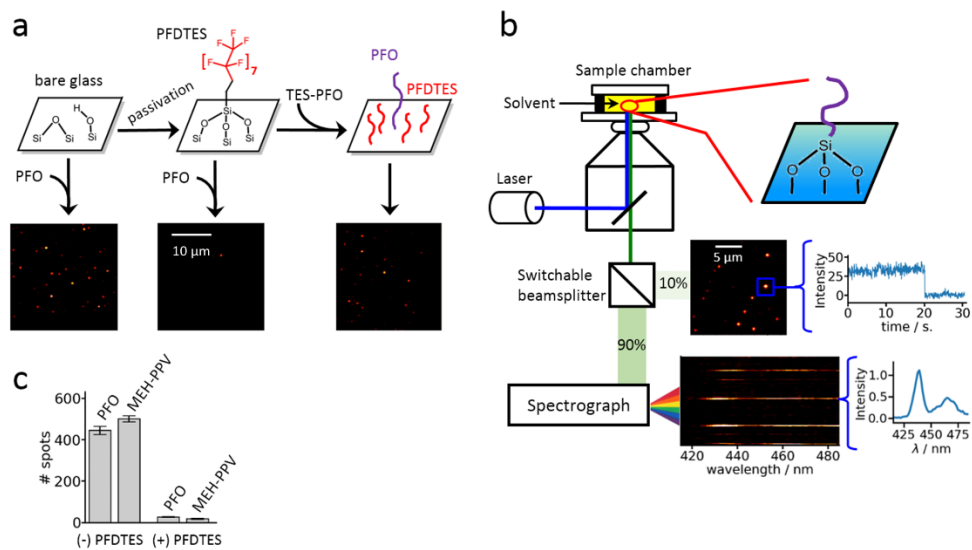 a
PFDTES
F
F
F
F
F
[ ]7
bare glass
H
O
O
Si
Si
Si
passivation
Si
O
O
O
Si
Si
Si
TES-PFO
PFO
PFDTES
PFO
PFO
10 μm
b
Sample chamber
Solvent
Laser
Si
O
O
O
Switchable
beamsplitter
10%
90%
5 μm
Intensity
50
25
0
0 10 20 30
time / s.
Spectrograph
420 440 460 480
wavelength / nm
Intensity
1.0
0.5
0.0
425 450 475
λ / nm
c
# spots
600
400
200
0
PFO
MEH-PPV
PFO
MEH-PPV
(-) PFDTES (+) PFDTES